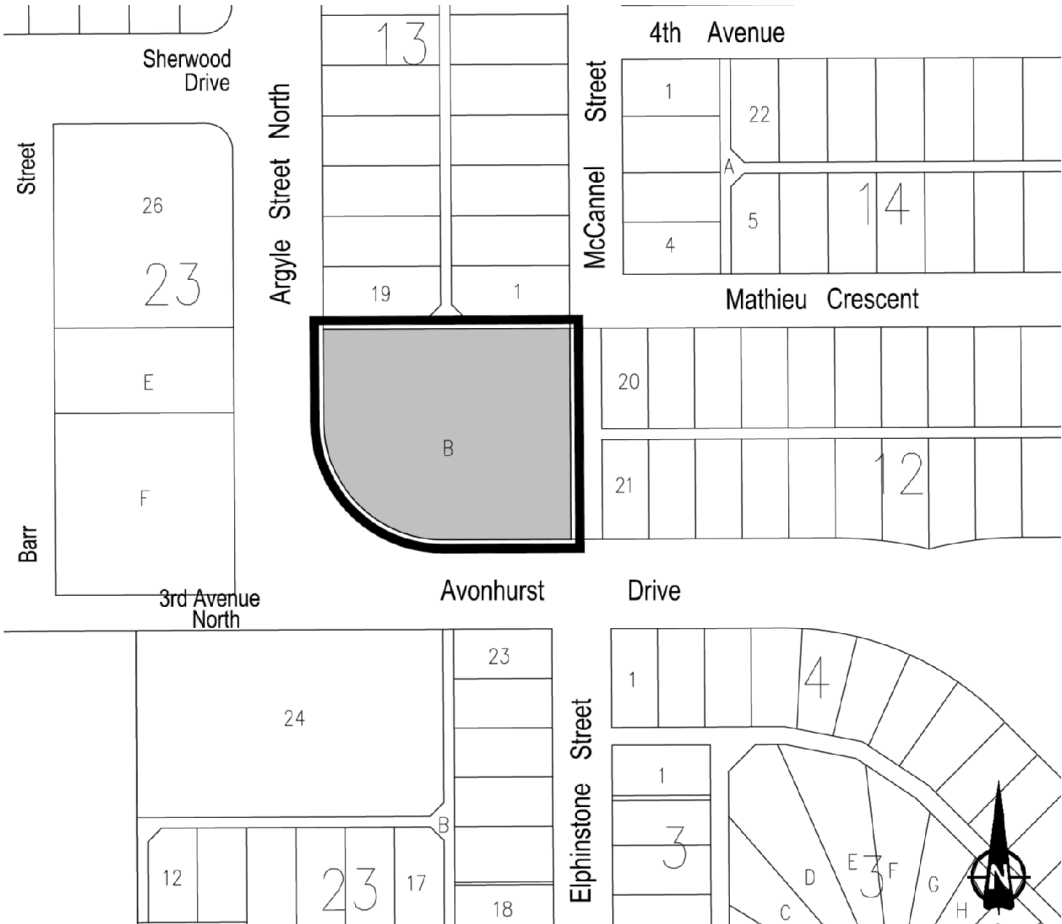 13
4th Avenue
Sherwood
Drive
1
22
Street
Argyle Street North
McCannel Street
A
26
14
5
4
23
19
1
Mathieu Crescent
E
20
B
12
21
F
Barr
3rd Avenue
North
Avonhurst Drive
23
1
4
24
Elphinstone Street
1
B
3
E
3
F
D
G
N
12
23
17
18
C
H